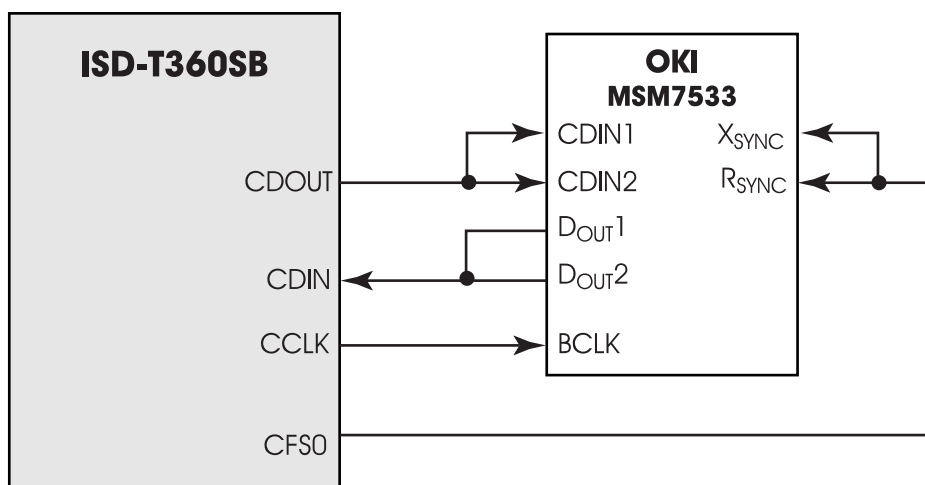 ISD-T360SB
OKI
MSM7533
CDOUT
CDIN
CCLK
CFS0
CDIN1
CDIN2
DOUT1
DOUT2
BCLK
XSYNC
RSYNC